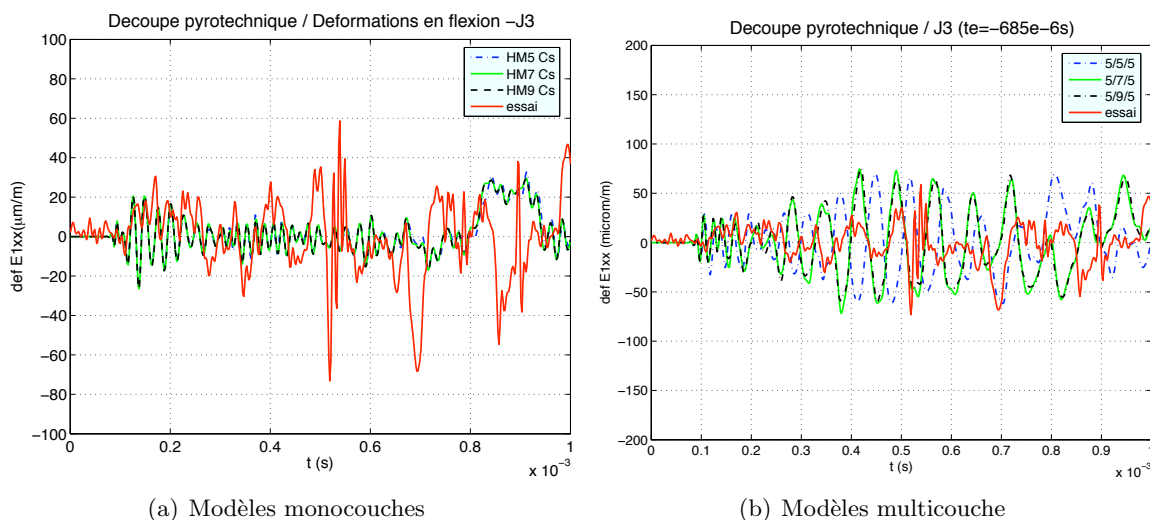 Decoupe pyrotechnique / Deformations en flexion −J3
100
80
60
40
20
0
−20
−40
−60
−80
−100
def E1xx(μm/m)
HM5 Cs
HM7 Cs
HM9 Cs
essai
0
0.2
0.4
0.6
0.8
1
x 10⁻³
t (s)
(a) Modèles monocouches
Decoupe pyrotechnique / J3 (te=−685e−6s)
200
150
100
50
0
−50
−100
−150
−200
def E1xx (microm/m)
5/5/5
5/7/5
5/9/5
essai
0
0.1
0.2
0.3
0.4
0.5
0.6
0.7
0.8
0.9
1
x 10⁻³
t (s)
(b) Modèles multicouche